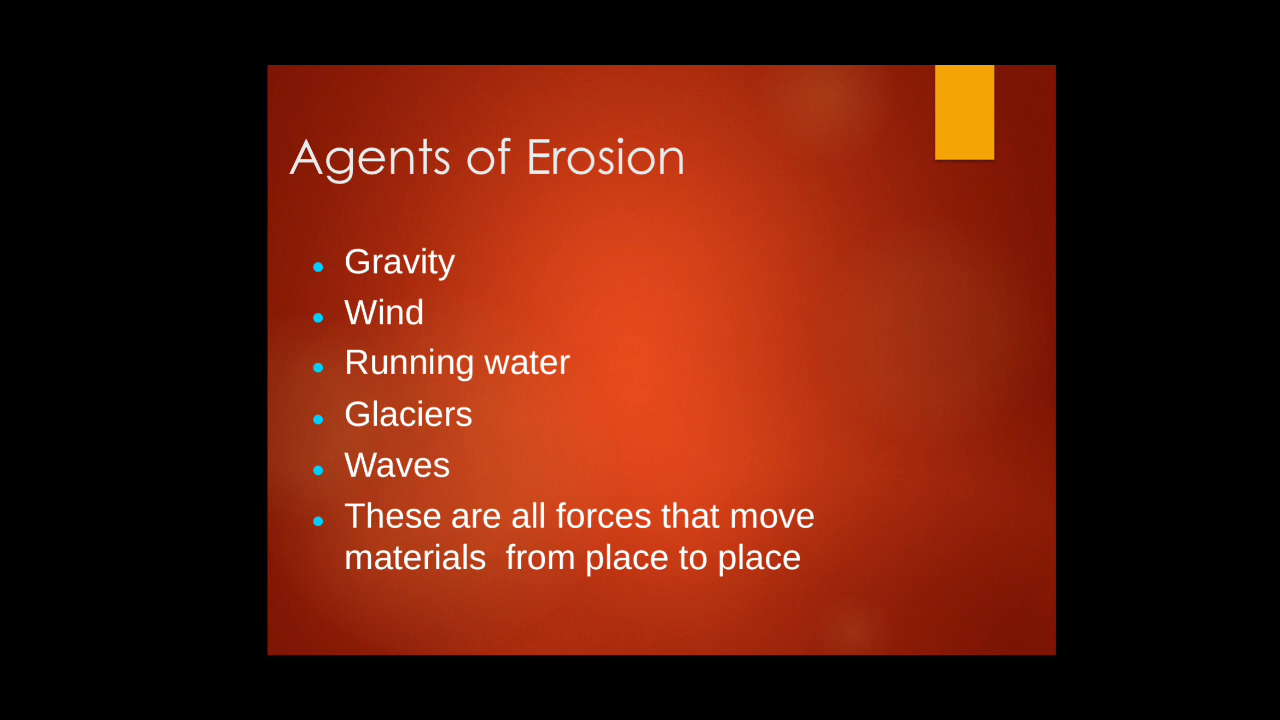 Agents of Erosion
• Gravity
• Wind
• Running water
• Glaciers
• Waves
• These are all forces that move
materials  from place to place